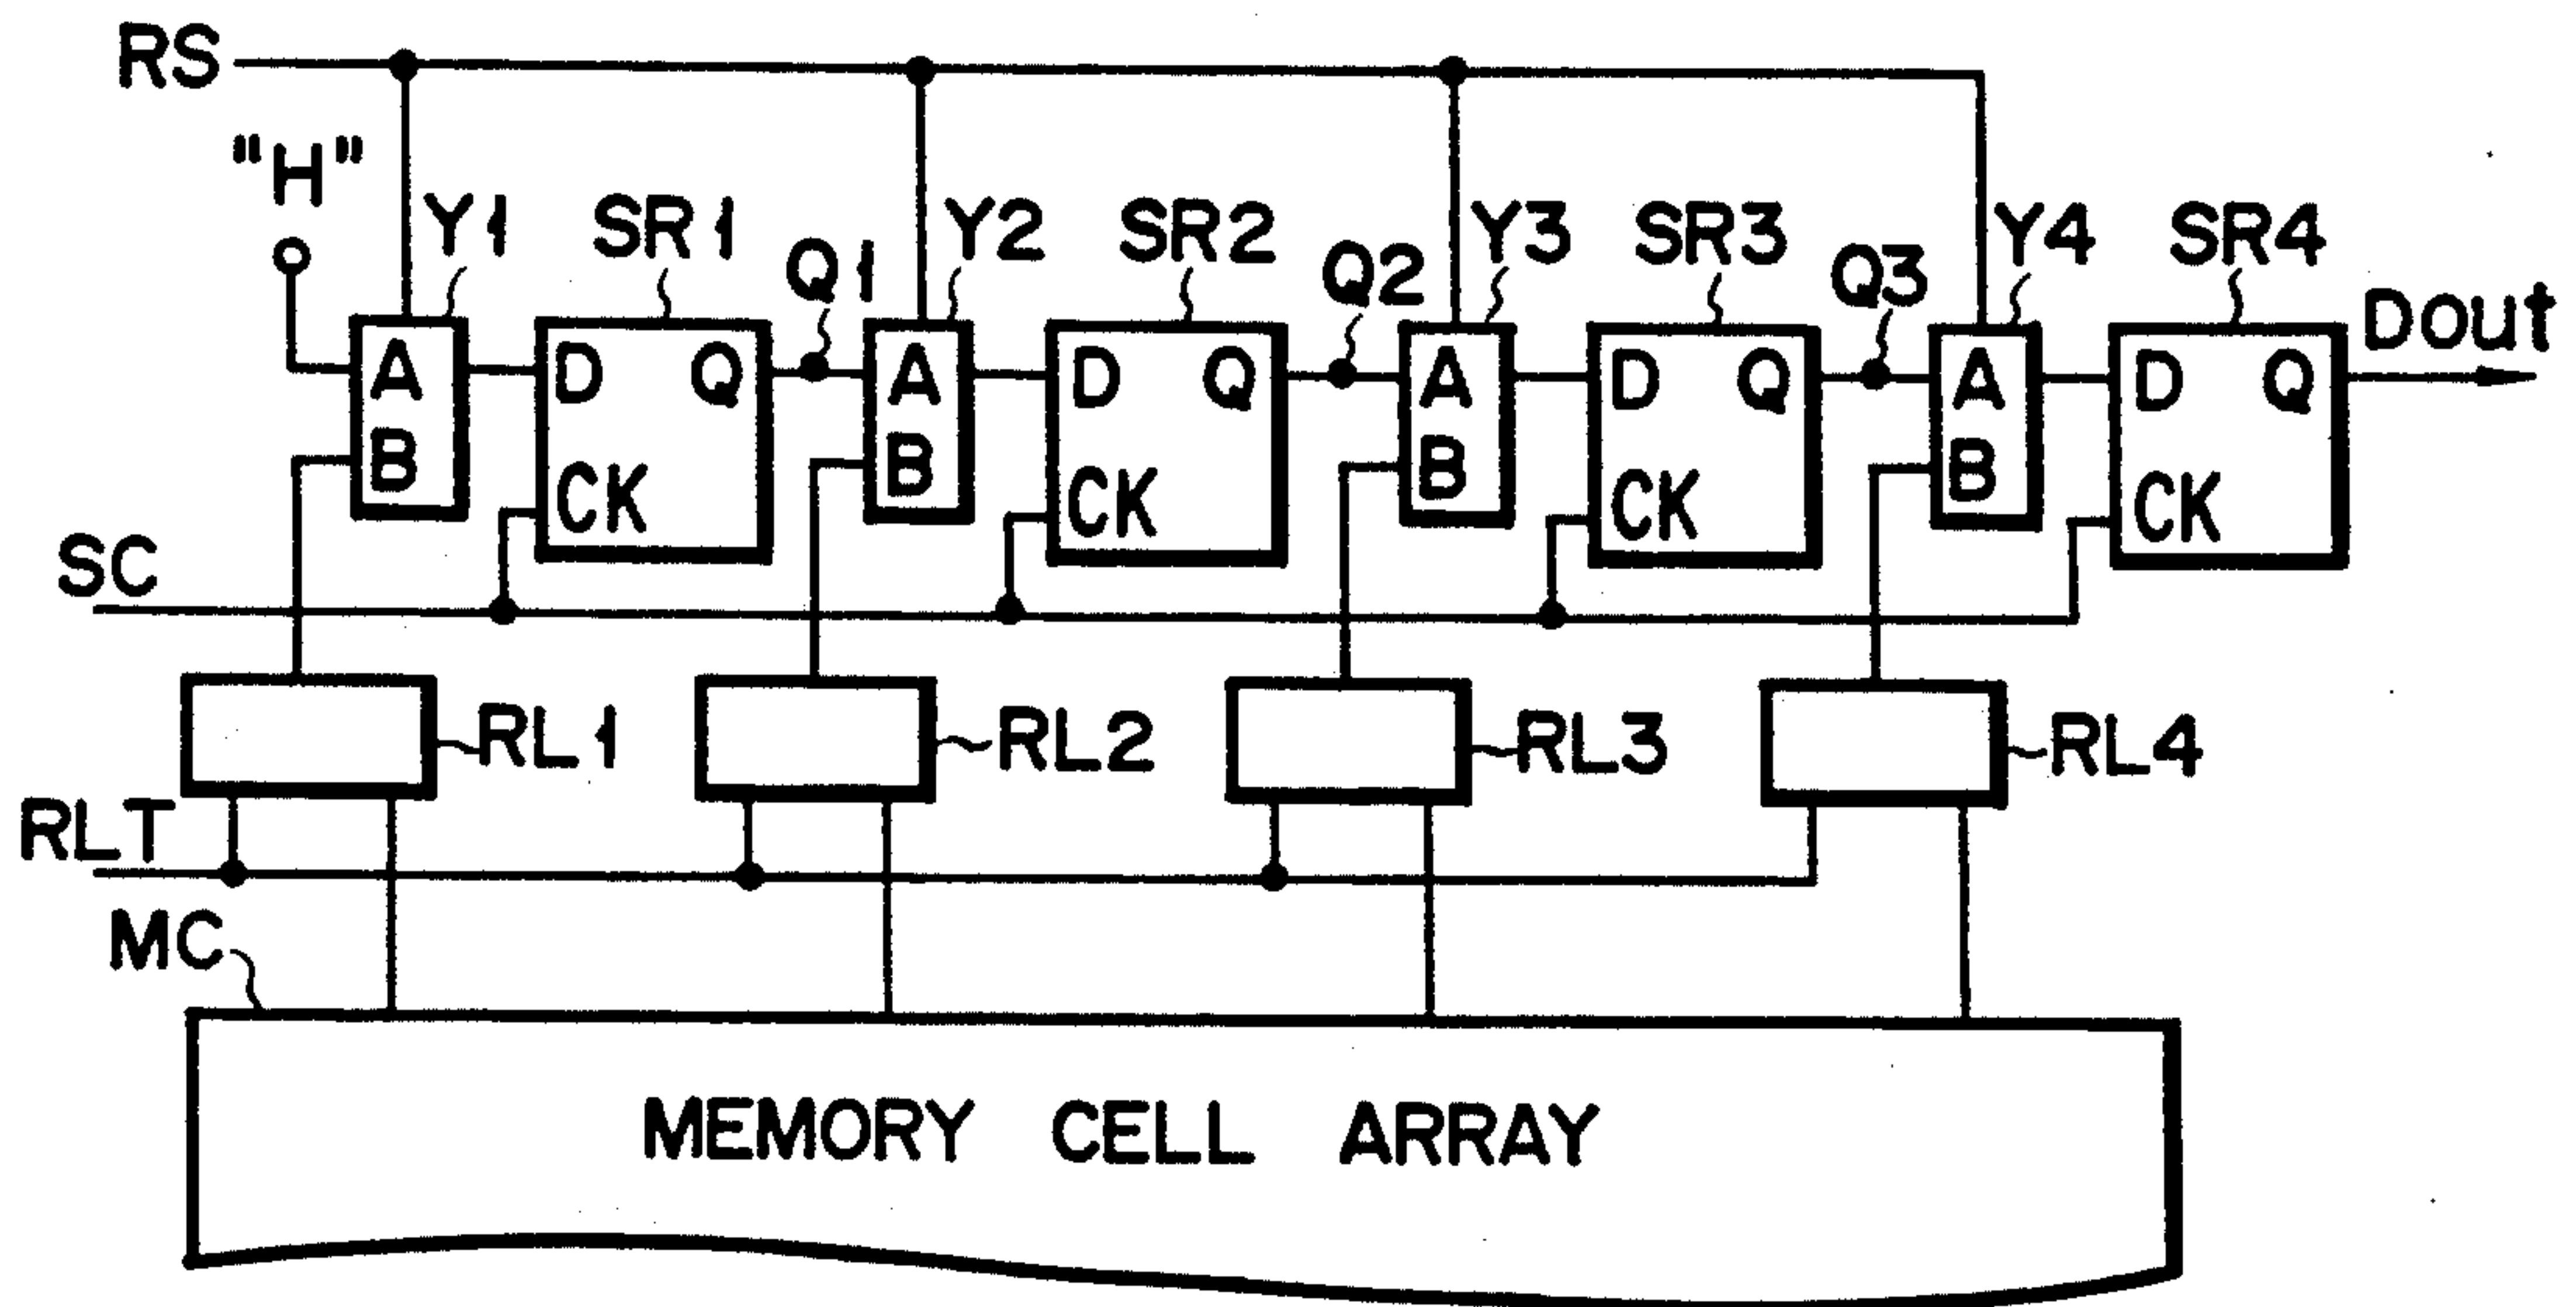 RS
"H"
Y1 SR1 Q1 Y2 SR2 Q2 Y3 SR3 Q3 Y4 SR4
Dout
A D Q A D Q A D Q A D Q
B CK B CK B CK B CK
SC
RL1 RL2 RL3 RL4
RLT
MC
MEMORY CELL ARRAY